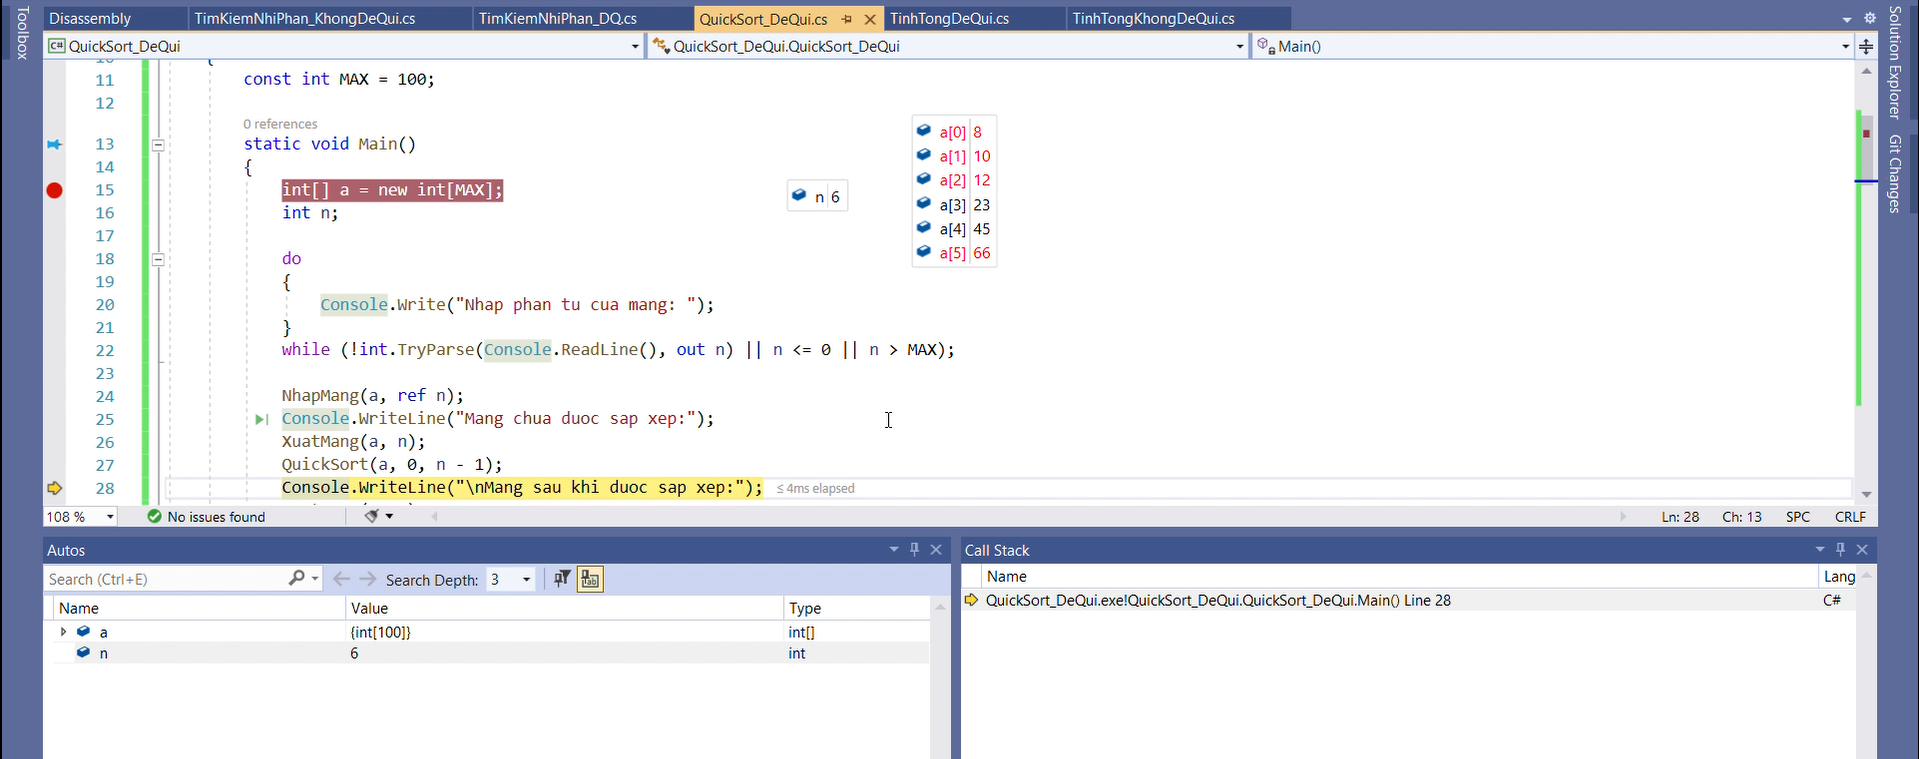 Toolbox
Disassembly
TimKiemNhiPhan_KhongDeQui.cs
TimKiemNhiPhan_DQ.cs
QuickSort_DeQui.cs
TinhTongDeQui.cs
TinhTongKhongDeQui.cs
Solution Explorer
Git Changes
C# QuickSort_DeQui
QuickSort_DeQui.QuickSort_DeQui
Main()
11 const int MAX = 100;
12
0 references
13 static void Main()
14 {
15 int[] a = new int[MAX];
16 int n;
17
18 do
19 {
20 Console.Write("Nhap phan tu cua mang: ");
21 }
22 while (!int.TryParse(Console.ReadLine(), out n) || n <= 0 || n > MAX);
23
24 NhapMang(a, ref n);
25 Console.WriteLine("Mang chua duoc sap xep:");
26 XuatMang(a, n);
27 QuickSort(a, 0, n - 1);
28 Console.WriteLine("\nMang sau khi duoc sap xep:"); ≤ 4ms elapsed
n 6
a[0] 8
a[1] 10
a[2] 12
a[3] 23
a[4] 45
a[5] 66
108 %
No issues found
Ln: 28 Ch: 13 SPC CRLF
Autos
Search (Ctrl+E)
Search Depth: 3
Name Value Type
a {int[100]} int[]
n 6 int
Call Stack
Name Lang
QuickSort_DeQui.exe!QuickSort_DeQui.QuickSort_DeQui.Main() Line 28 C#